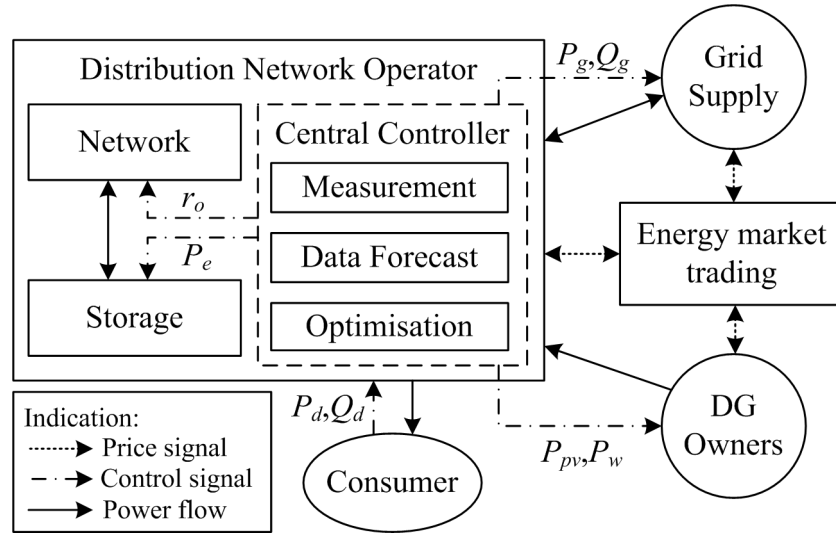 Distribution Network Operator
P_g,Q_g
Grid
Supply
Network
Central Controller
Measurement
r_o
P_e
Data Forecast
Energy market
trading
Storage
Optimisation
P_d,Q_d
DG
Owners
P_pv,P_w
Consumer
Indication:
Price signal
Control signal
Power flow